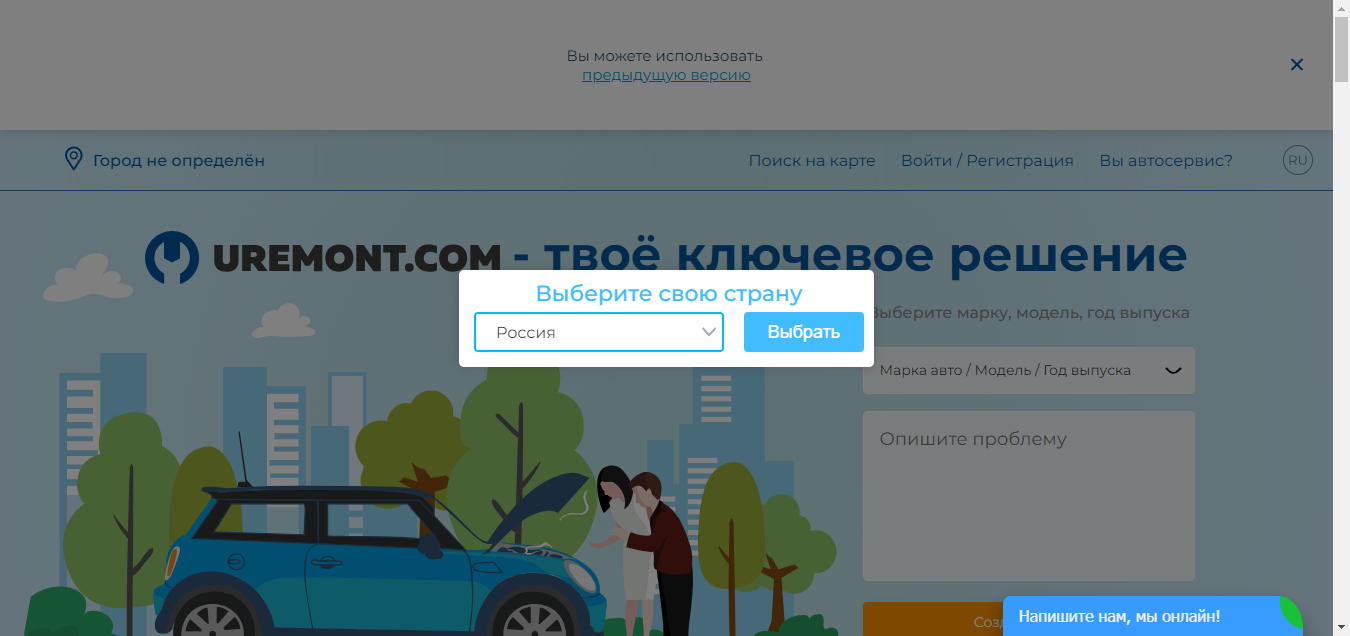 Вы можете использовать
предыдущую версию
Город не определён
Поиск на карте
Войти / Регистрация
Вы автосервис?
RU
UREMONT.COM - твоё ключевое решение
Выберите свою страну
Россия
Выбрать
Выберите марку, модель, год выпуска
Марка авто / Модель / Год выпуска
Опишите проблему
Напишите нам, мы онлайн!